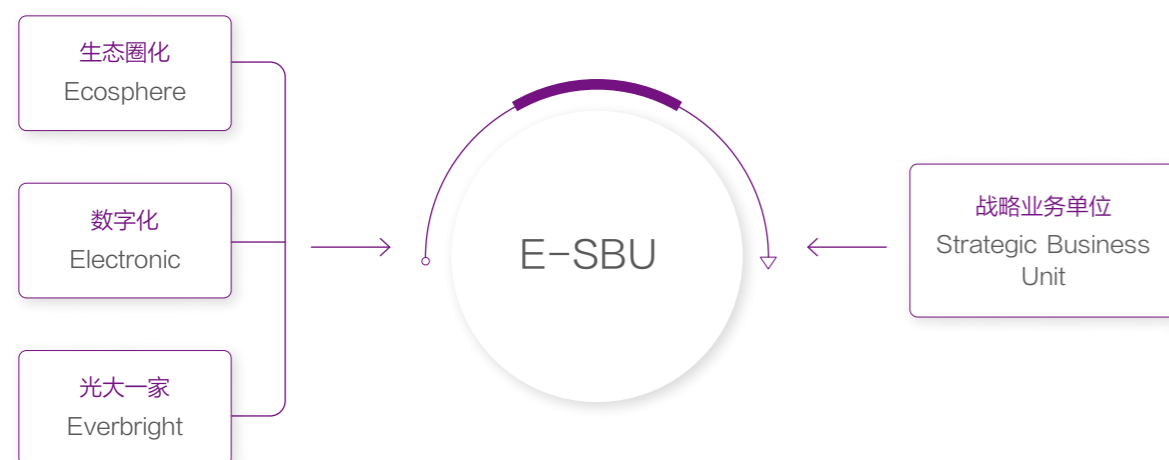 生态圈化
Ecosphere
数字化
Electronic
光大一家
Everbright
E-SBU
战略业务单位
Strategic Business
Unit